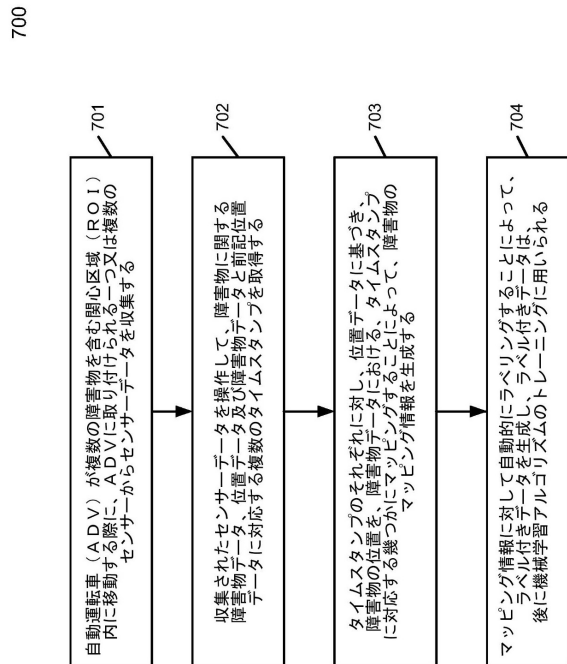 700
701
自動運転車（ＡＤＶ）が複数の障害物を含む関心区域（ＲＯＩ）
内に移動する際に、ＡＤＶに取り付けられる一つ又は複数の
センサーからセンサーデータを収集する
702
収集されたセンサーデータを操作して、障害物に関する
障害物データ、位置データ及び障害物データと前記位置
データに対応する複数のタイムスタンプを取得する
703
タイムスタンプのそれぞれに対し、位置データに基づき、
障害物の位置を、障害物データにおける、タイムスタンプ
に対応する幾つかにマッピングすることによって、障害物の
マッピング情報を生成する
704
マッピング情報に対して自動的にラベリングすることによって、
ラベル付きデータを生成し、ラベル付きデータは、
後に機械学習アルゴリズムのトレーニングに用いられる